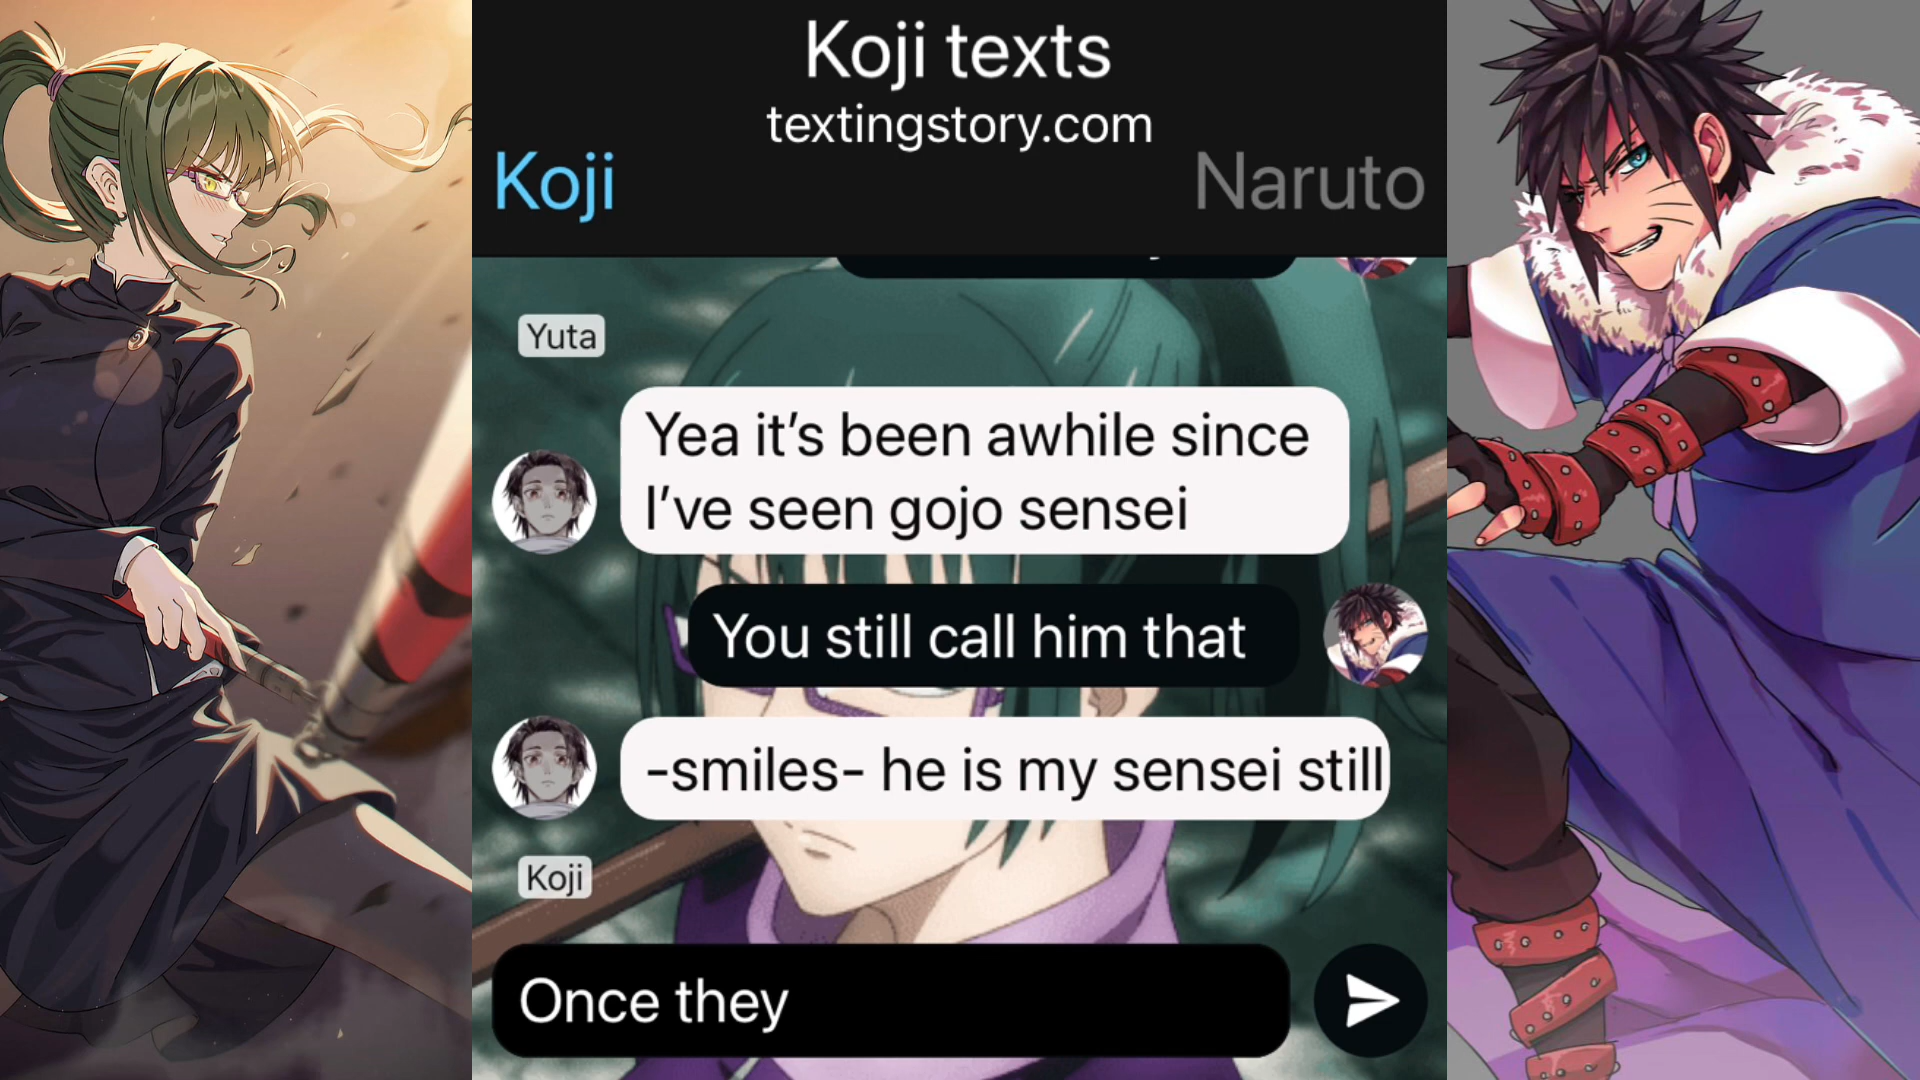 Koji texts
textingstory.com
Koji
Naruto
Yuta
Yea it’s been awhile since
I’ve seen gojo sensei
You still call him that
-smiles- he is my sensei still
Koji
Once they